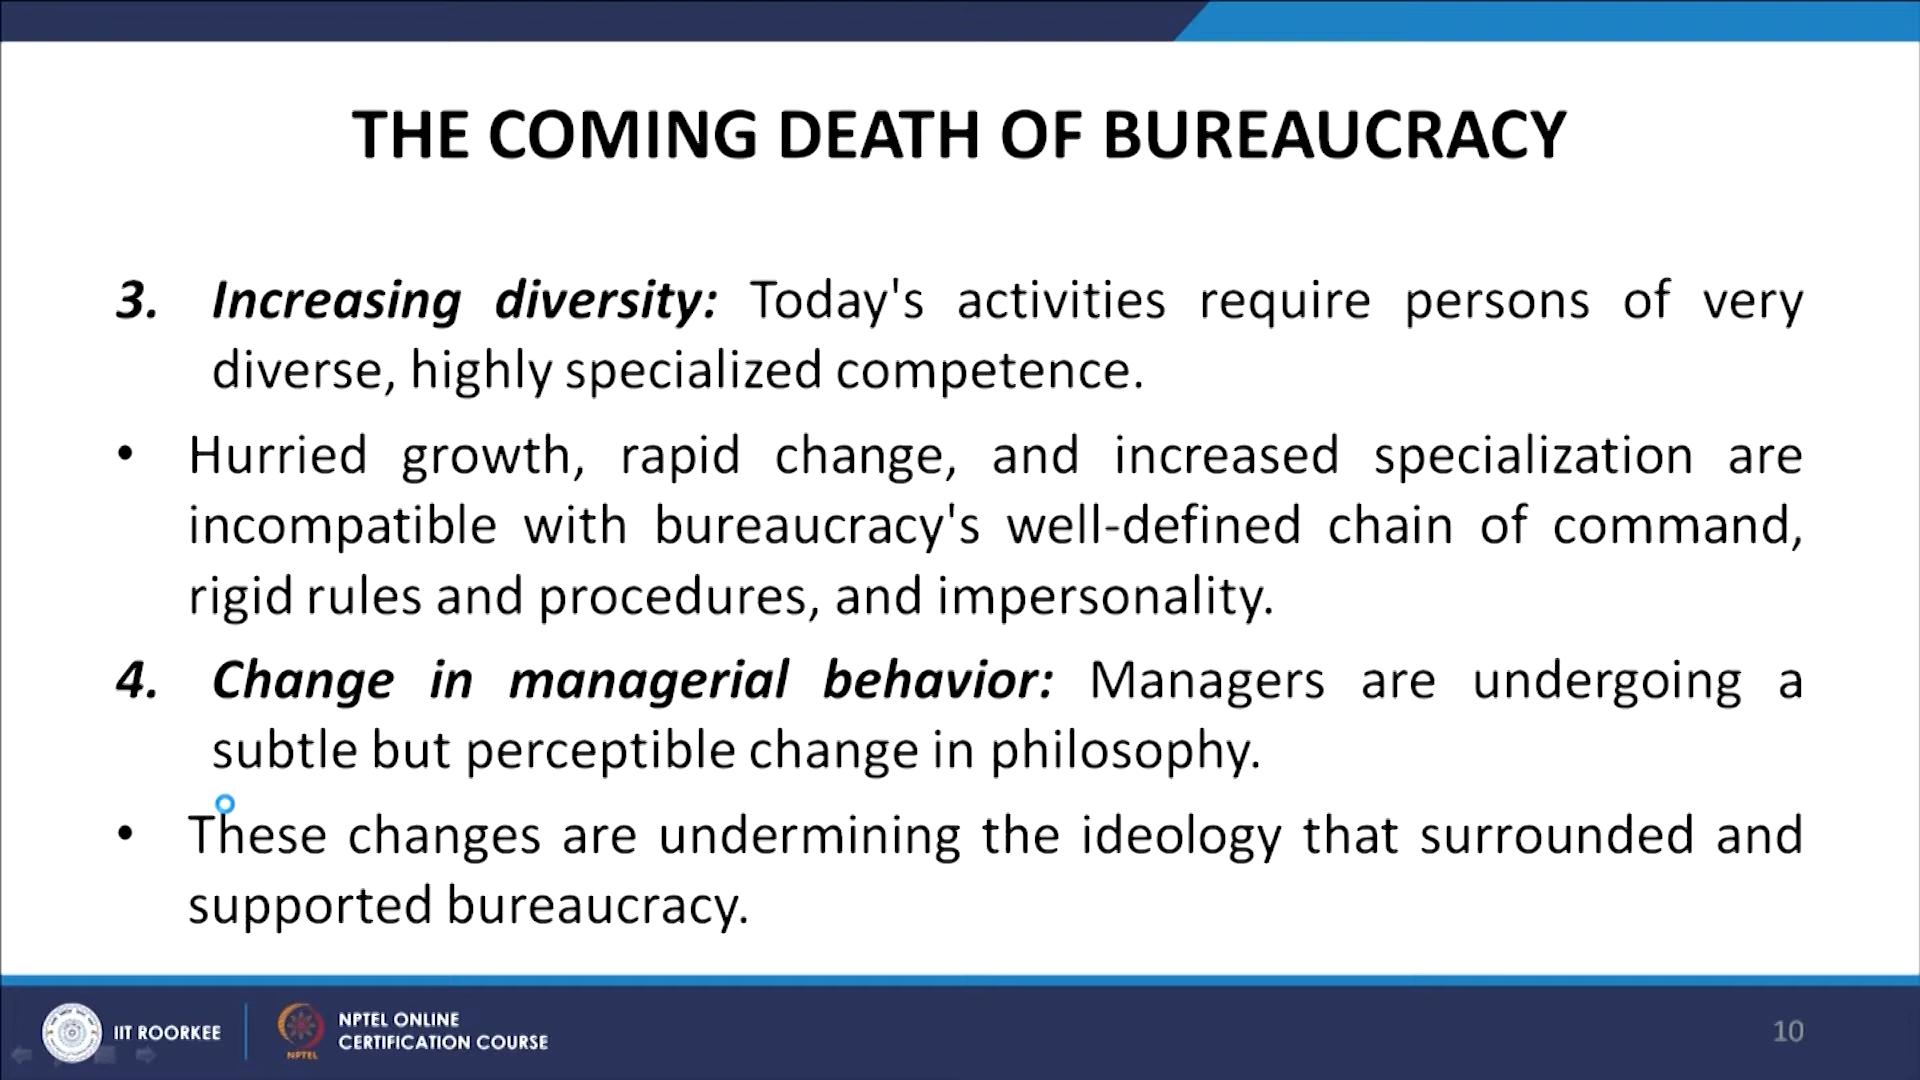 THE COMING DEATH OF BUREAUCRACY
3. Increasing diversity: Today's activities require persons of very
diverse, highly specialized competence.
• Hurried growth, rapid change, and increased specialization are
incompatible with bureaucracy's well-defined chain of command,
rigid rules and procedures, and impersonality.
4. Change in managerial behavior: Managers are undergoing a
subtle but perceptible change in philosophy.
• These changes are undermining the ideology that surrounded and
supported bureaucracy.
IIT ROORKEE
NPTEL
NPTEL ONLINE
CERTIFICATION COURSE
10